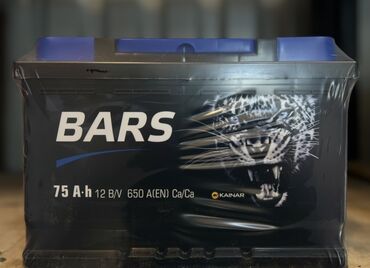 BARS
75 A·h 12 B/V 650 A(EN) Ca/Ca
KAINAR